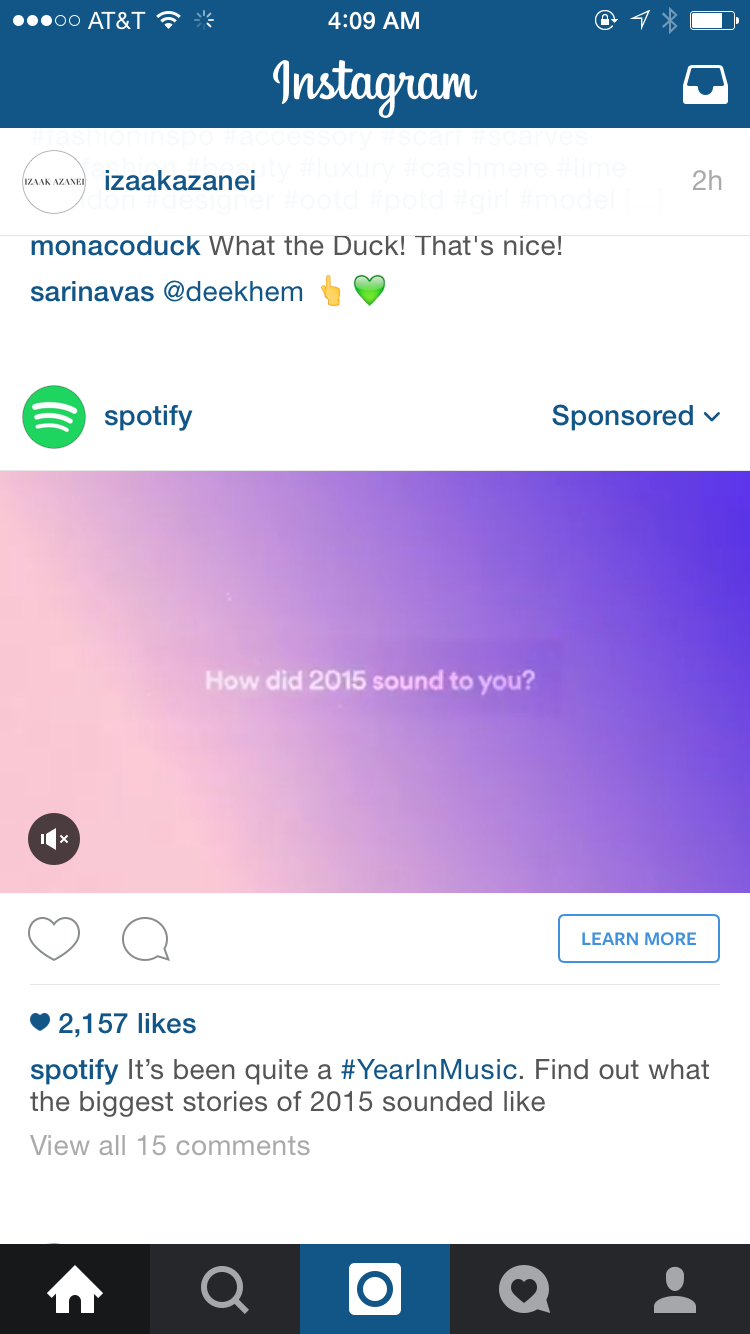 AT&T 4:09 AM
Instagram
#fashioninspo #accessory #scarf #scarves
#fashion #beauty #luxury #cashmere #lime
#designer #ootd #potd #girl #model [ ]
IZAAK AZANEI izaakazanei 2h
monacoduck What the Duck! That's nice!
sarinavas @deekhem 👆 💚
spotify Sponsored
How did 2015 sound to you?
LEARN MORE
2,157 likes
spotify It’s been quite a #YearInMusic. Find out what
the biggest stories of 2015 sounded like
View all 15 comments